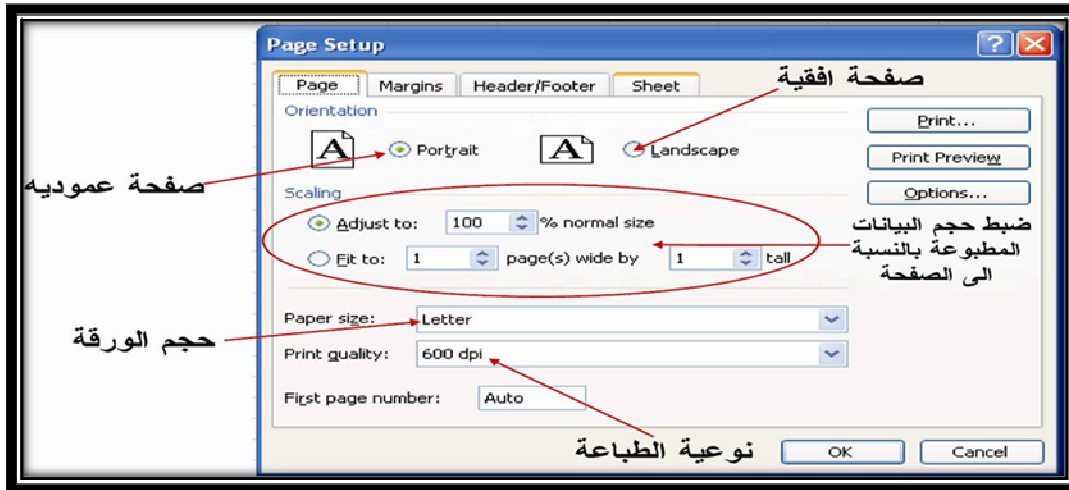 Page Setup
Page Margins Header/Footer Sheet
صفحة افقية
Orientation
Print...
A Portrait A Landscape
Print Preview
صفحة عموديه
Scaling
Options...
Adjust to: 100 % normal size
ضبط حجم البيانات
المطبوعة بالنسبة
الى الصفحة
Fit to: 1 page(s) wide by 1 tall
Paper size: Letter
حجم الورقة
Print quality: 600 dpi
First page number: Auto
نوعية الطباعة
OK Cancel